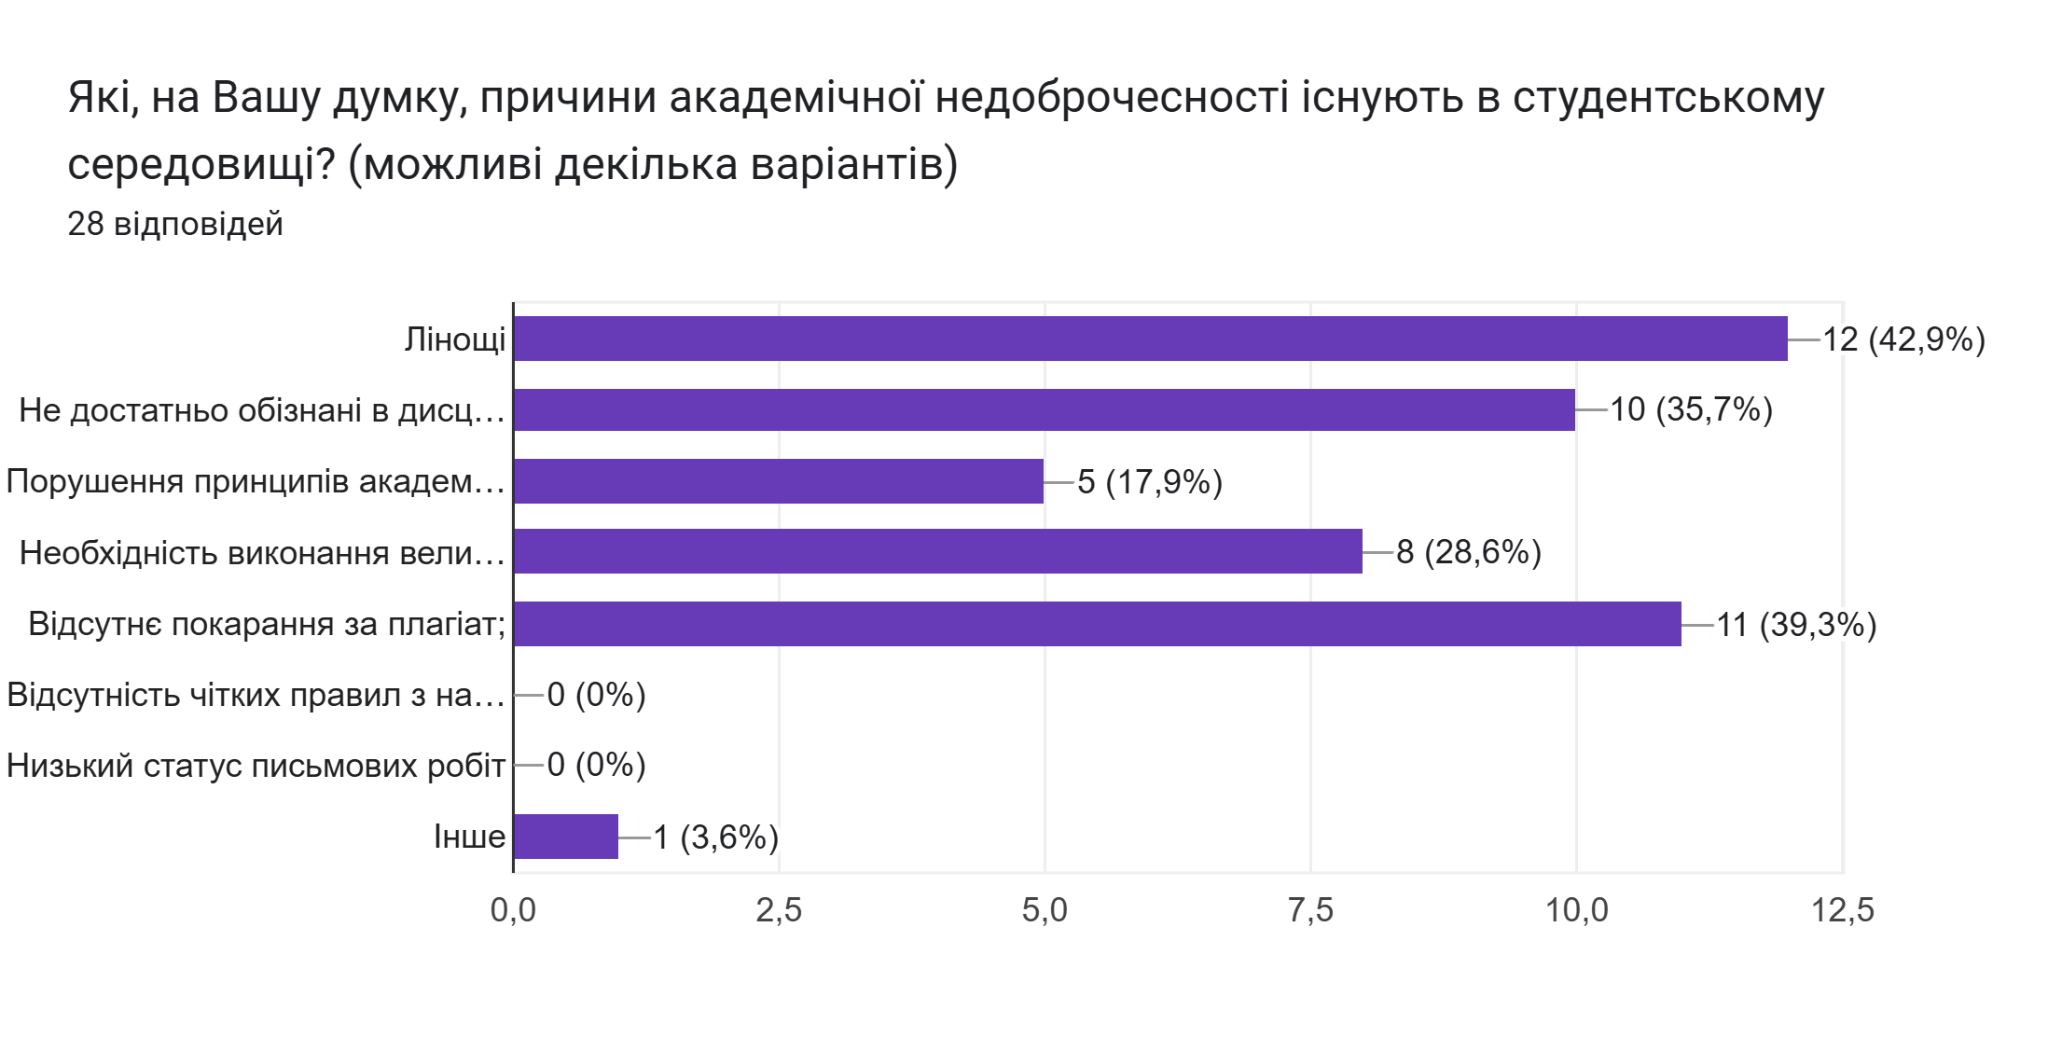 Які, на Вашу думку, причини академічної недоброчесності існують в студентському
середовищі? (можливі декілька варіантів)
28 відповідей
Лінощі 12 (42,9%)
Не достатньо обізнані в дисц… 10 (35,7%)
Порушення принципів академ… 5 (17,9%)
Необхідність виконання вели… 8 (28,6%)
Відсутнє покарання за плагіат; 11 (39,3%)
Відсутність чітких правил з на… 0 (0%)
Низький статус письмових робіт 0 (0%)
Інше 1 (3,6%)
0,0 2,5 5,0 7,5 10,0 12,5